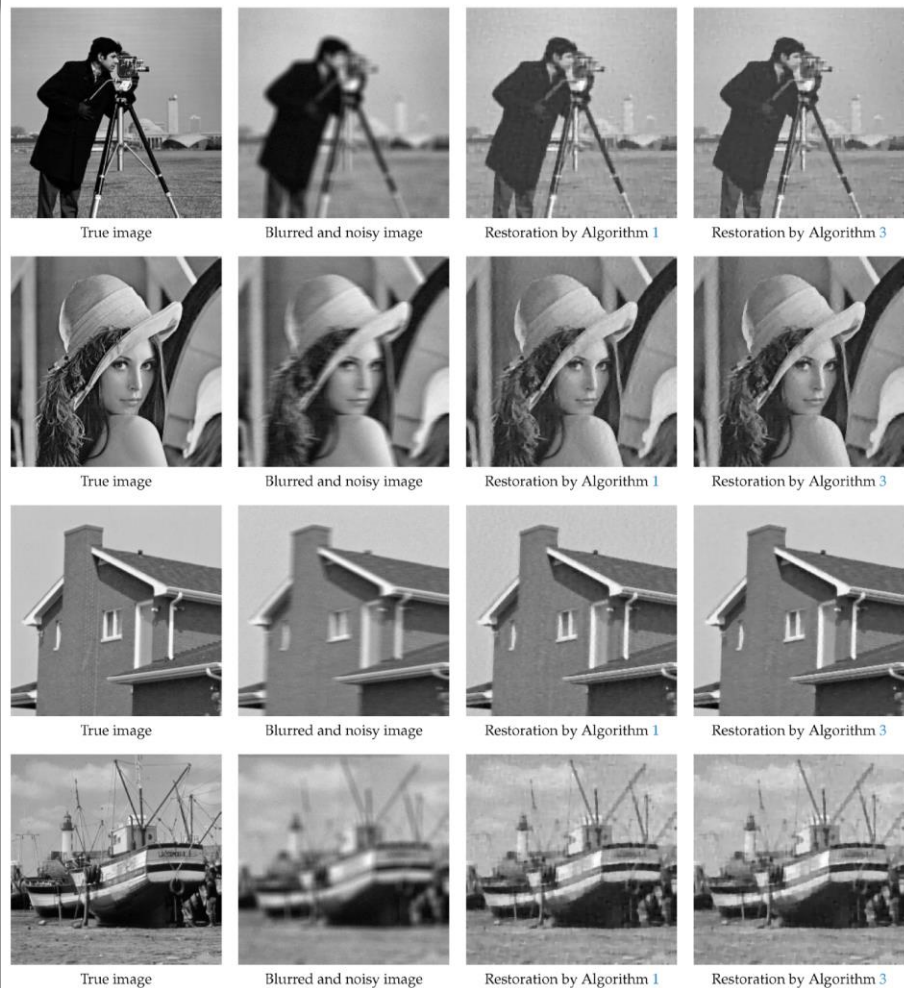 True image
Blurred and noisy image
Restoration by Algorithm 1
Restoration by Algorithm 3
True image
Blurred and noisy image
Restoration by Algorithm 1
Restoration by Algorithm 3
True image
Blurred and noisy image
Restoration by Algorithm 1
Restoration by Algorithm 3
True image
Blurred and noisy image
Restoration by Algorithm 1
Restoration by Algorithm 3